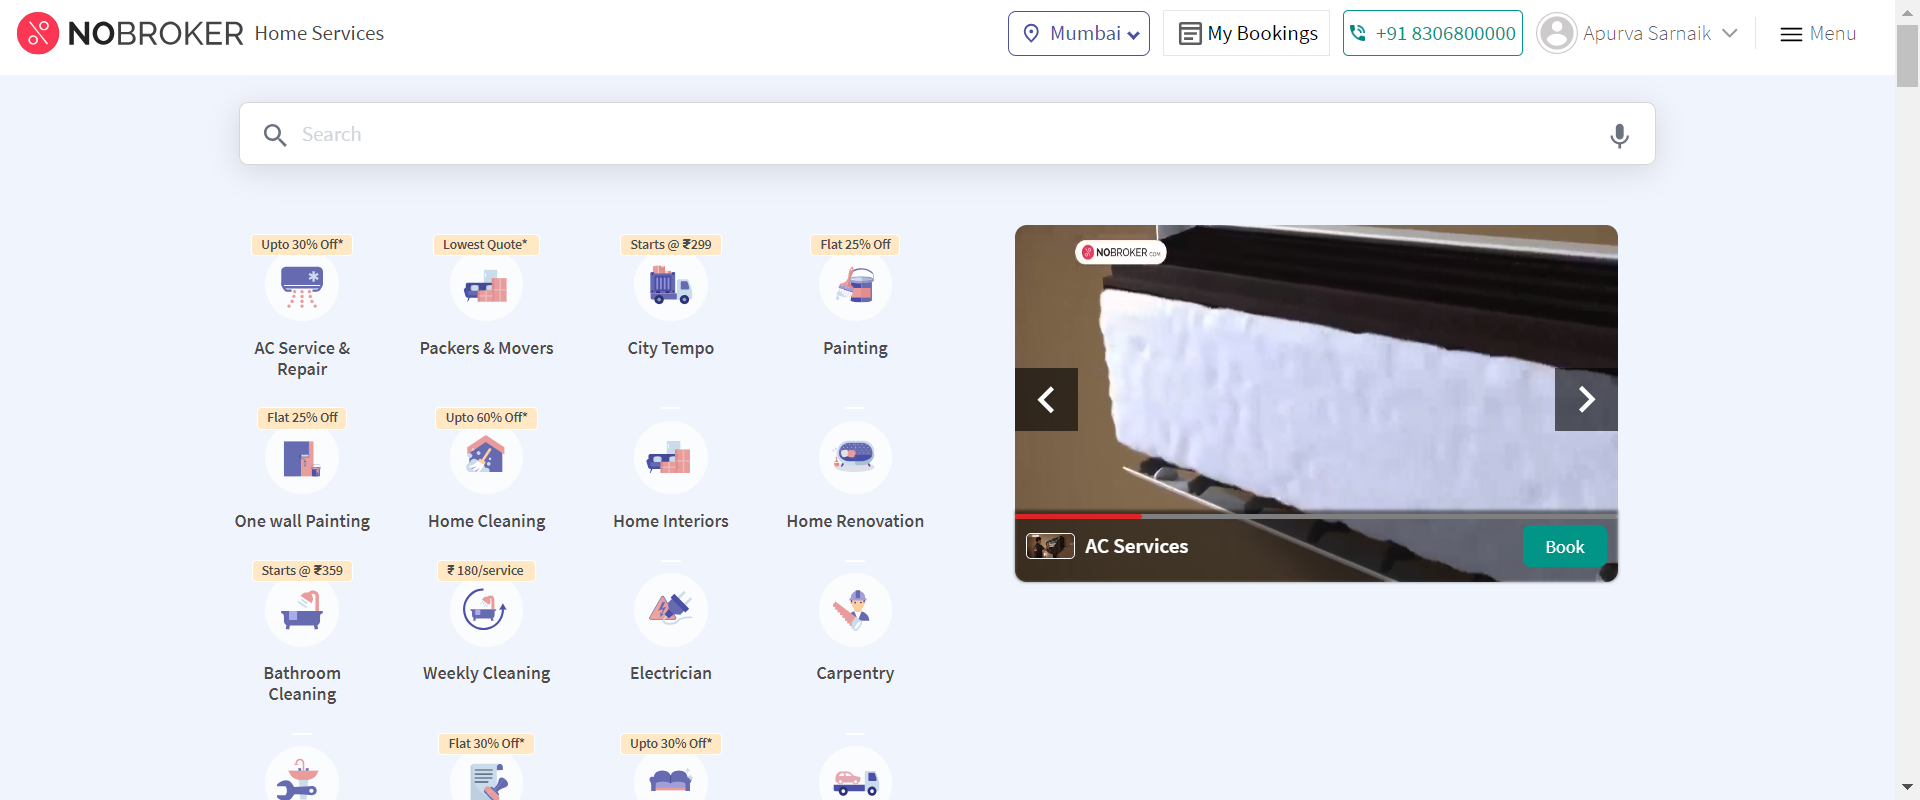 NOBROKER Home Services
Mumbai
My Bookings
+91 8306800000
Apurva Sarnaik
Menu
Search
Upto 30% Off*
Lowest Quote*
Starts @ ₹299
Flat 25% Off
AC Service &
Repair
Packers & Movers
City Tempo
Painting
Flat 25% Off
Upto 60% Off*
One wall Painting
Home Cleaning
Home Interiors
Home Renovation
Starts @ ₹359
₹ 180/service
Bathroom
Cleaning
Weekly Cleaning
Electrician
Carpentry
Flat 30% Off*
Upto 30% Off*
NOBROKER.COM
AC Services
Book